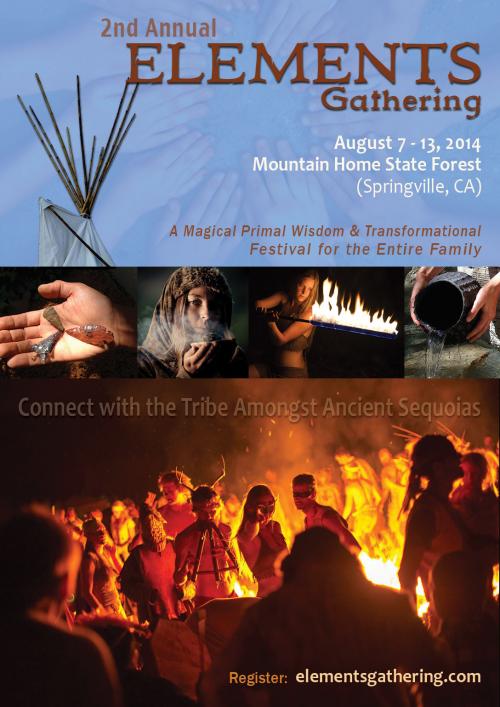 2nd Annual
ELEMENTS
Gathering
August 7 - 13, 2014
Mountain Home State Forest
(Springville, CA)
A Magical Primal Wisdom & Transformational
Festival for the Entire Family
Connect with the Tribe Amongst Ancient Sequoias
Register: elementsgathering.com